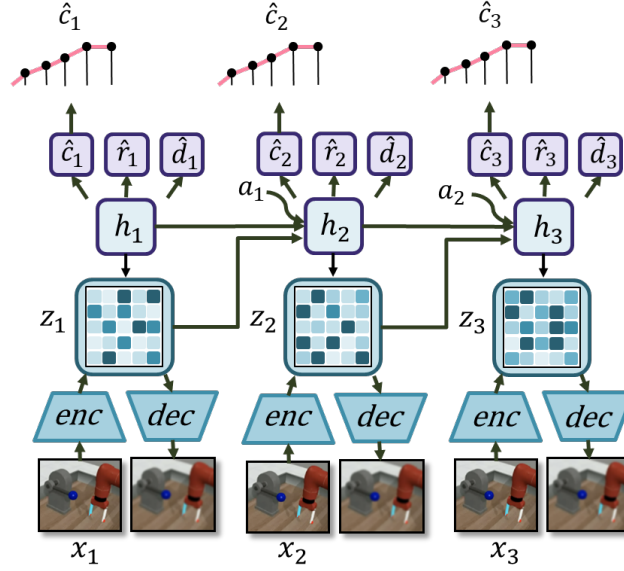 ĉ₁ ĉ₂ ĉ₃
ĉ₁ r̂₁ d̂₁ ĉ₂ r̂₂ d̂₂ ĉ₃ r̂₃ d̂₃
a₁ a₂
h₁ h₂ h₃
z₁ z₂ z₃
enc dec enc dec enc dec
x₁ x₂ x₃